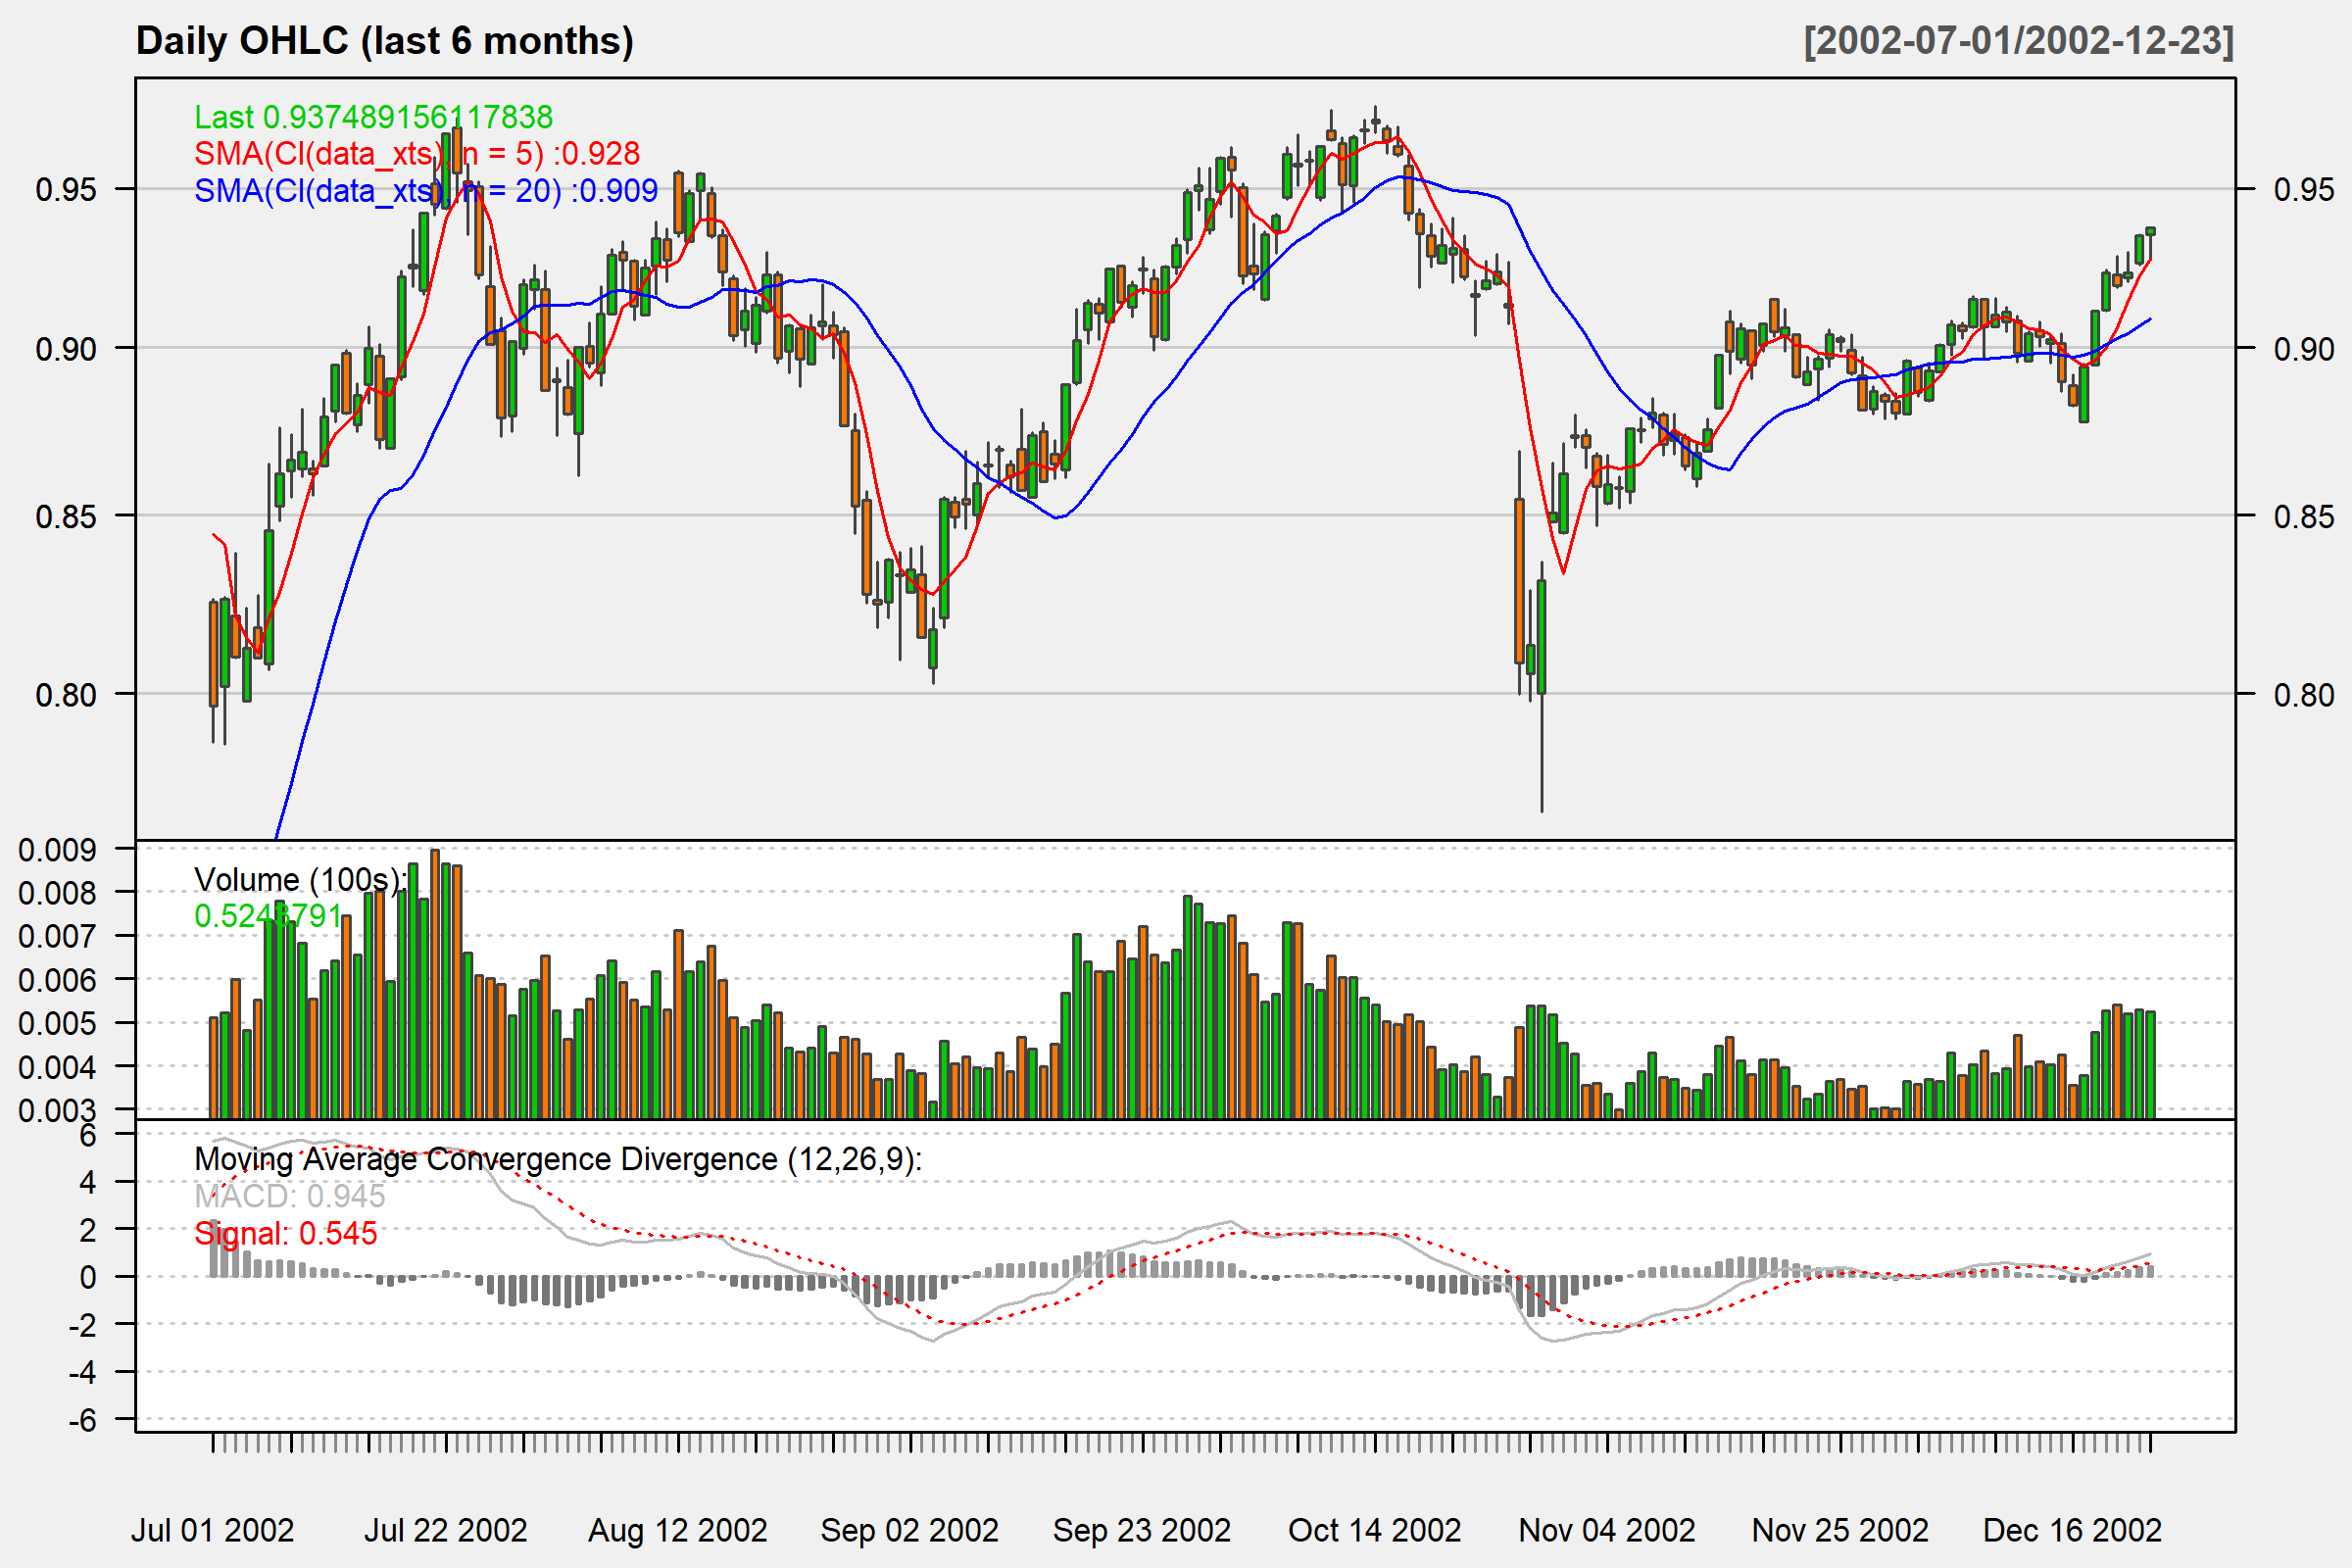 Daily OHLC (last 6 months) [2002-07-01/2002-12-23]
Last 0.937489156117838
SMA(Cl(data_xts), n = 5) :0.928
SMA(Cl(data_xts), n = 20) :0.909
0.95 0.95
0.90 0.90
0.85 0.85
0.80 0.80
0.009
Volume (100s):
0.008
0.5243791
0.007
0.006
0.005
0.004
0.003
6
Moving Average Convergence Divergence (12,26,9):
4
MACD: 0.945
2
Signal: 0.545
0
-2
-4
-6
Jul 01 2002 Jul 22 2002 Aug 12 2002 Sep 02 2002 Sep 23 2002 Oct 14 2002 Nov 04 2002 Nov 25 2002 Dec 16 2002